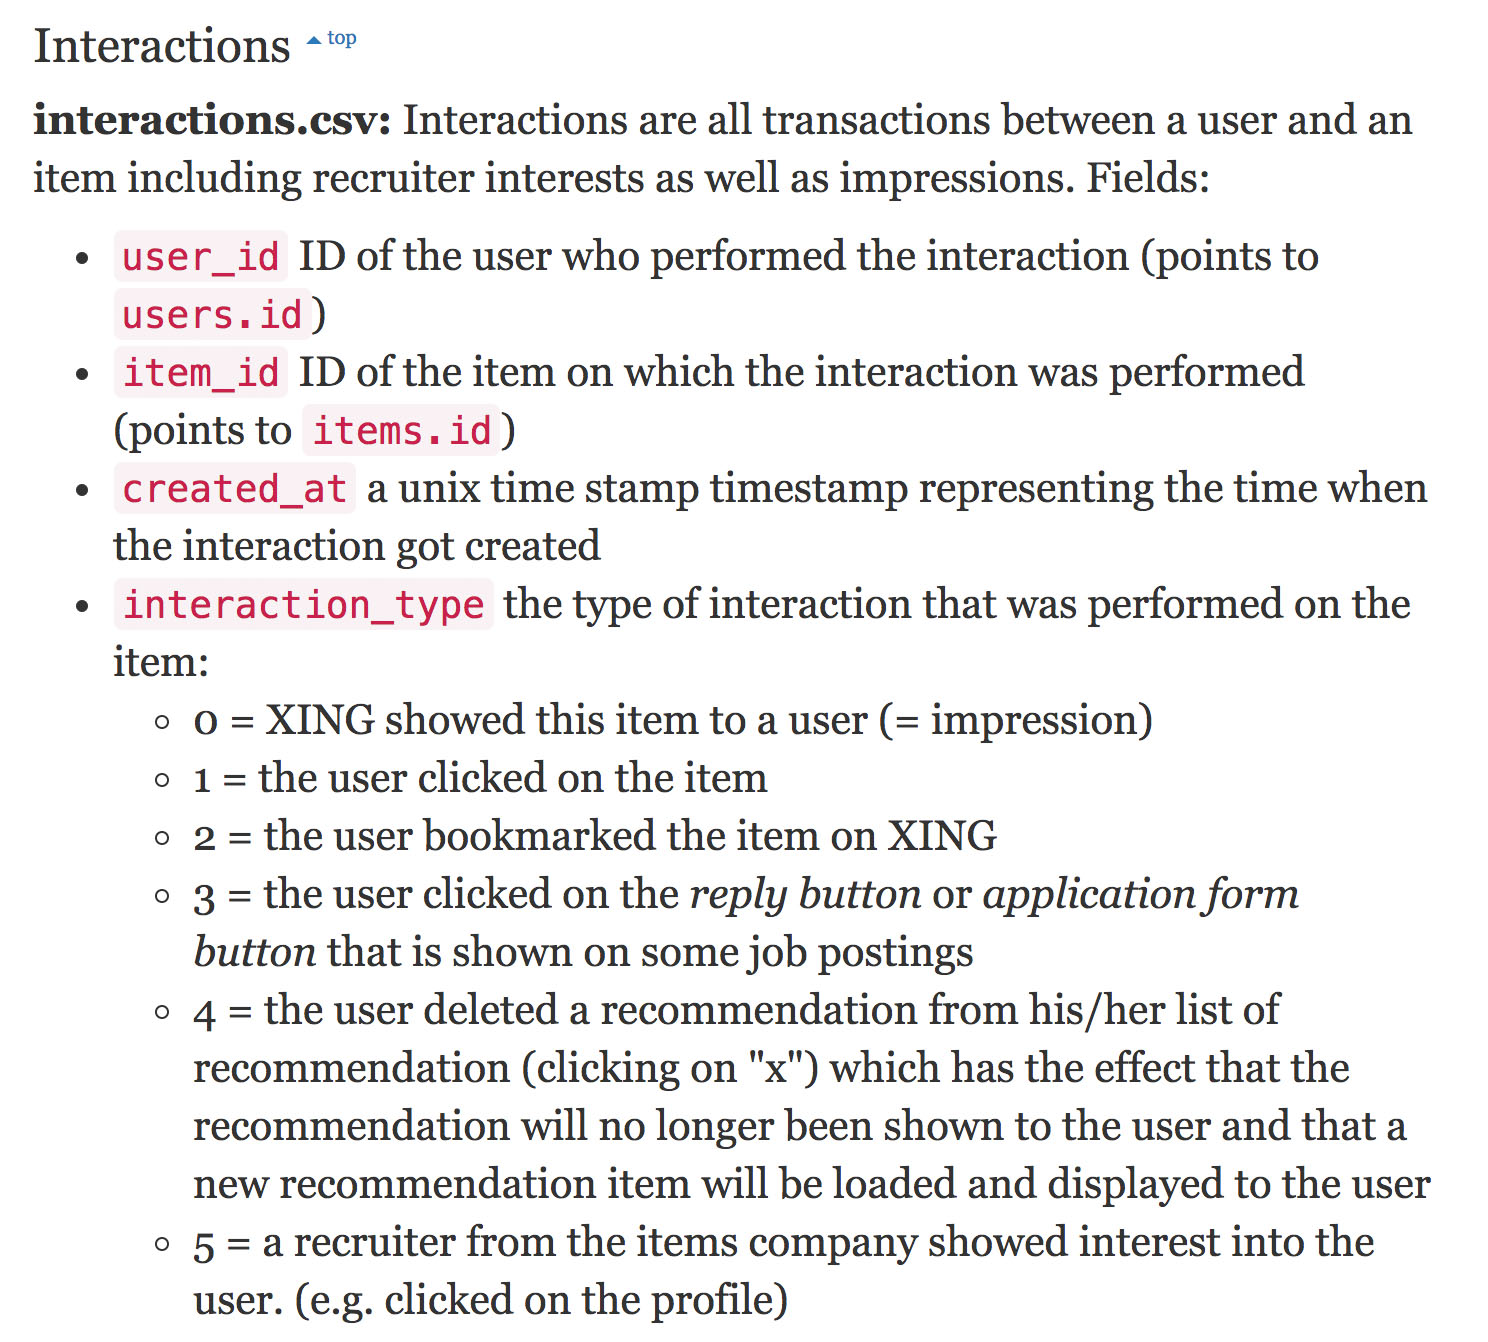 Interactions top
interactions.csv: Interactions are all transactions between a user and an
item including recruiter interests as well as impressions. Fields:
user_id ID of the user who performed the interaction (points to
users.id)
item_id ID of the item on which the interaction was performed
(points to items.id)
created_at a unix time stamp timestamp representing the time when
the interaction got created
interaction_type the type of interaction that was performed on the
item:
0 = XING showed this item to a user (= impression)
1 = the user clicked on the item
2 = the user bookmarked the item on XING
3 = the user clicked on the reply button or application form
button that is shown on some job postings
4 = the user deleted a recommendation from his/her list of
recommendation (clicking on "x") which has the effect that the
recommendation will no longer been shown to the user and that a
new recommendation item will be loaded and displayed to the user
5 = a recruiter from the items company showed interest into the
user. (e.g. clicked on the profile)